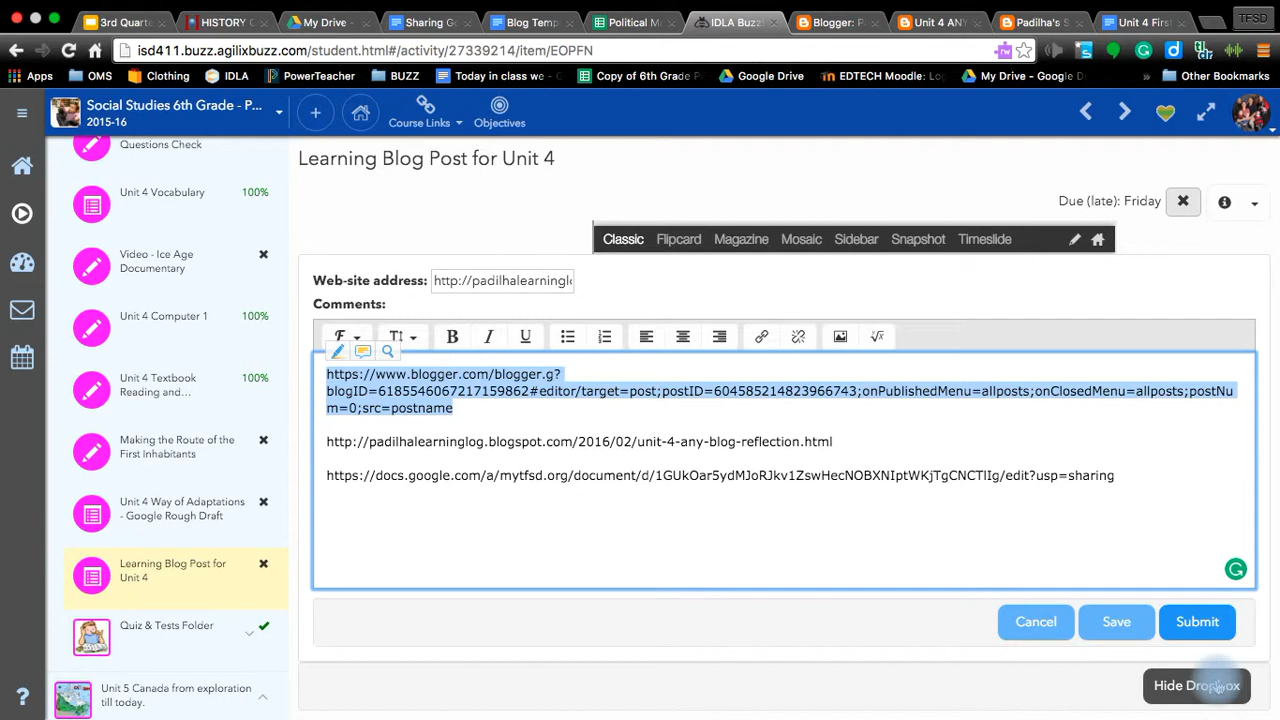 3rd Quarte
HISTORY C
My Drive -
Sharing Go
Blog Temp
Political M
IDLA Buzz
Blogger: P
Unit 4 ANY
Padilha's S
Unit 4 First
TFSD
isd411.buzz.agilixbuzz.com/student.html#/activity/27339214/item/EOPFN
Apps
OMS
Clothing
IDLA
PowerTeacher
BUZZ
Today in class we -
Copy of 6th Grade P
Google Drive
EDTECH Moodle: Lo
My Drive - Google D
»
Other Bookmarks
Social Studies 6th Grade - P...
2015-16
Course Links
Objectives
Questions Check
Unit 4 Vocabulary
100%
Video - Ice Age
Documentary
Unit 4 Computer 1
100%
Unit 4 Textbook
Reading and...
100%
Making the Route of the
First Inhabitants
Unit 4 Way of Adaptations
- Google Rough Draft
Learning Blog Post for
Unit 4
Quiz & Tests Folder
Unit 5 Canada from exploration
till today.
Learning Blog Post for Unit 4
Due (late): Friday
Classic Flipcard Magazine Mosaic Sidebar Snapshot Timeslide
Web-site address: http://padilhalearninglo
Comments:
F T B I U
https://www.blogger.com/blogger.g?
blogID=6185546067217159862#editor/target=post;postID=604585214823966743;onPublishedMenu=allposts;onClosedMenu=allposts;postNu
m=0;src=postname
http://padilhalearninglog.blogspot.com/2016/02/unit-4-any-blog-reflection.html
https://docs.google.com/a/mytfsd.org/document/d/1GUkOar5ydMJoRJkv1ZswHecNOBXNIptWKjTgCNCTlIg/edit?usp=sharing
Cancel
Save
Submit
Hide Dropbox